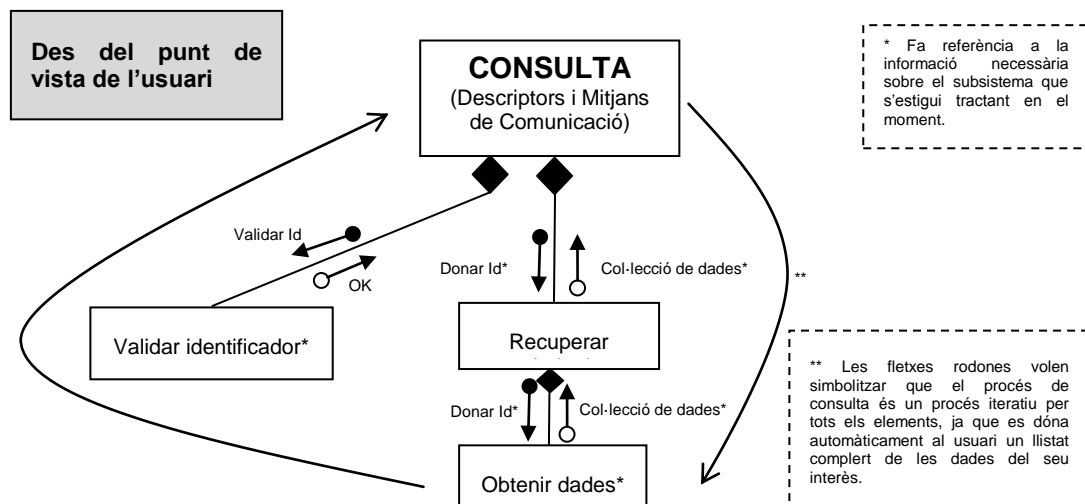 Des del punt de
vista de l'usuari
CONSULTA
(Descriptors i Mitjans
de Comunicació)
* Fa referència a la
informació necessària
sobre el subsistema que
s'estigui tractant en el
moment.
Validar Id
OK
Donar Id*
Col·lecció de dades*
**
Validar identificador*
Recuperar
Donar Id*
Col·lecció de dades*
Obtenir dades*
** Les fletxes rodones volen
simbolitzar que el procés de
consulta és un procés iteratiu per
tots els elements, ja que es dóna
automàticament al usuari un llistat
complert de les dades del seu
interès.